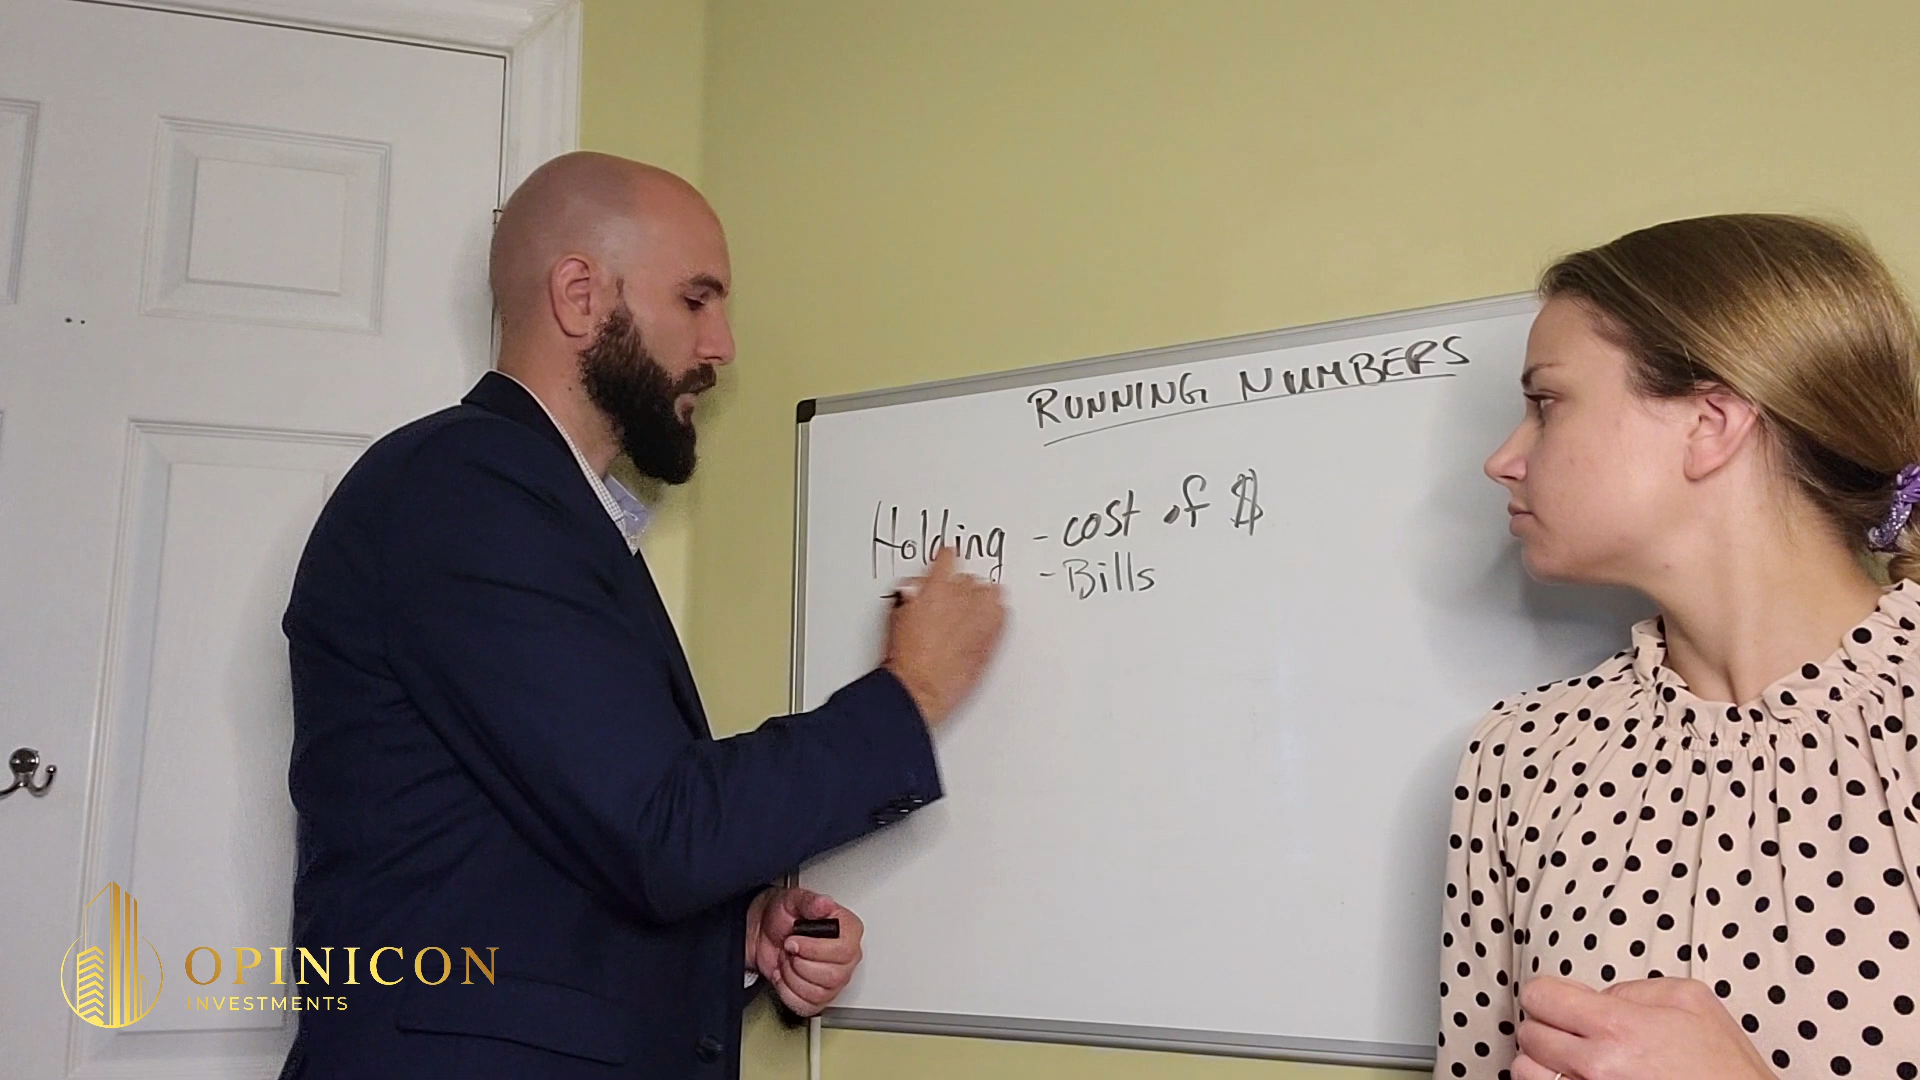 RUNNING NUMBERS
Holding - cost of $
- Bills
OPINICON
INVESTMENTS